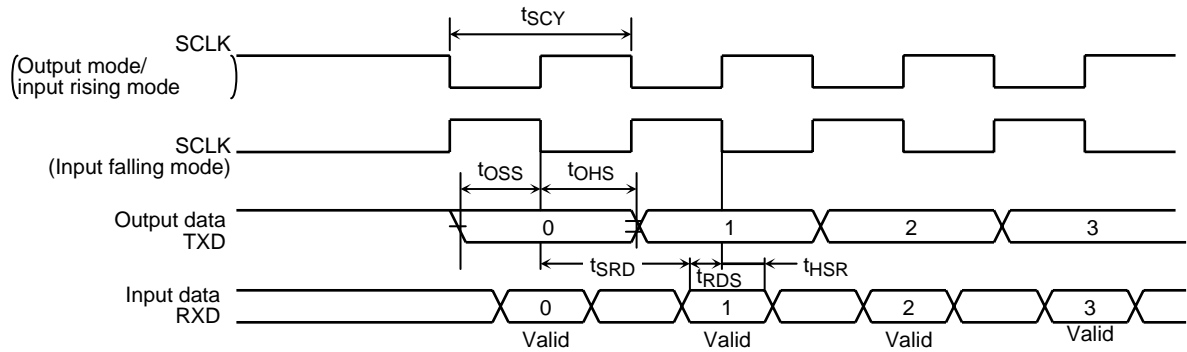 tSCY
SCLK
(Output mode/
input rising mode)
SCLK
(Input falling mode)
tOSS
tOHS
Output data
TXD
0
1
2
3
tSRD
tRDS
tHSR
Input data
RXD
0
1
2
3
Valid
Valid
Valid
Valid